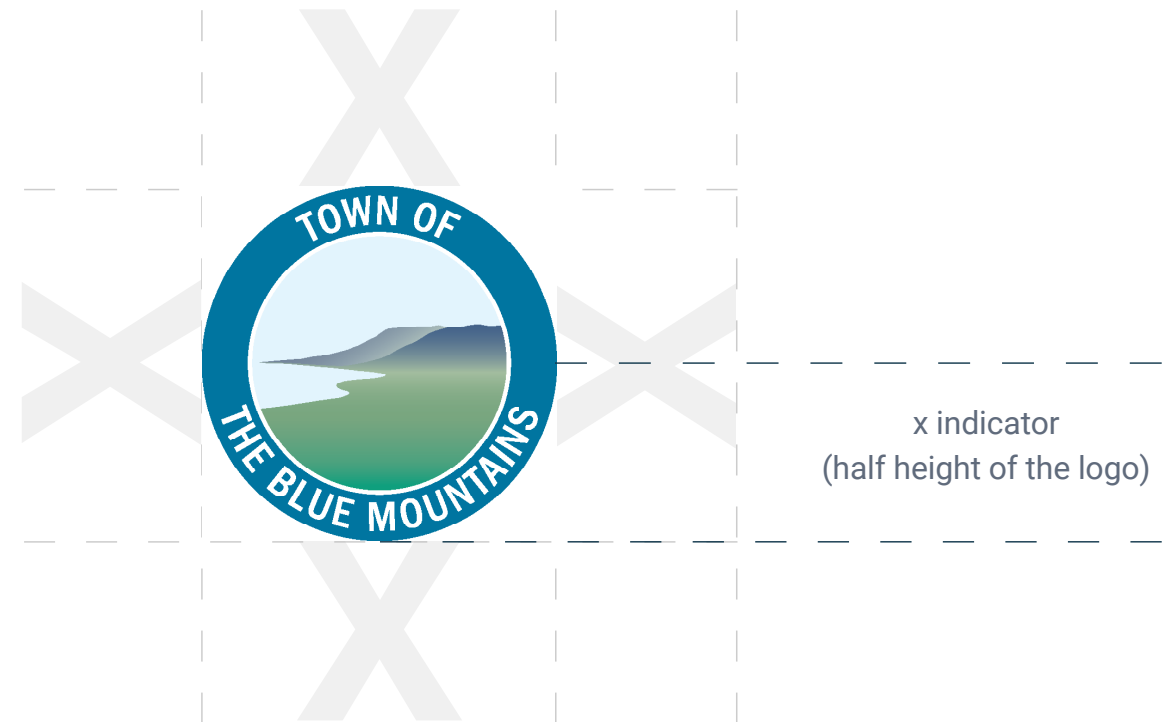 TOWN OF
THE BLUE MOUNTAINS
x indicator
(half height of the logo)